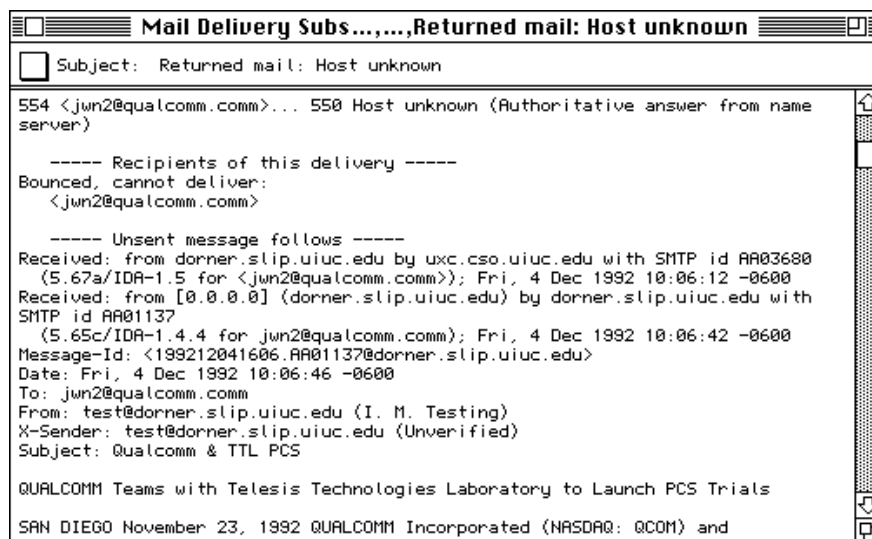 Mail Delivery Subs...,...,Returned mail: Host unknown
Subject: Returned mail: Host unknown
554 <jwn2@qualcomm.comm>... 550 Host unknown (Authoritative answer from name
server)
----- Recipients of this delivery -----
Bounced, cannot deliver:
<jwn2@qualcomm.comm>
----- Unsent message follows -----
Received: from dorner.slip.uiuc.edu by uxc.cso.uiuc.edu with SMTP id AA03680
(5.67a/IDA-1.5 for <jwn2@qualcomm.comm>); Fri, 4 Dec 1992 10:06:12 -0600
Received: from [0.0.0.0] (dorner.slip.uiuc.edu) by dorner.slip.uiuc.edu with
SMTP id AA01137
(5.65c/IDA-1.4.4 for jwn2@qualcomm.comm); Fri, 4 Dec 1992 10:06:42 -0600
Message-Id: <199212041606.AA01137@dorner.slip.uiuc.edu>
Date: Fri, 4 Dec 1992 10:06:46 -0600
To: jwn2@qualcomm.comm
From: test@dorner.slip.uiuc.edu (I. M. Testing)
X-Sender: test@dorner.slip.uiuc.edu (Unverified)
Subject: Qualcomm & TTL PCS
QUALCOMM Teams with Telesis Technologies Laboratory to Launch PCS Trials
SAN DIEGO November 23, 1992 QUALCOMM Incorporated (NASDAQ: QCOM) and